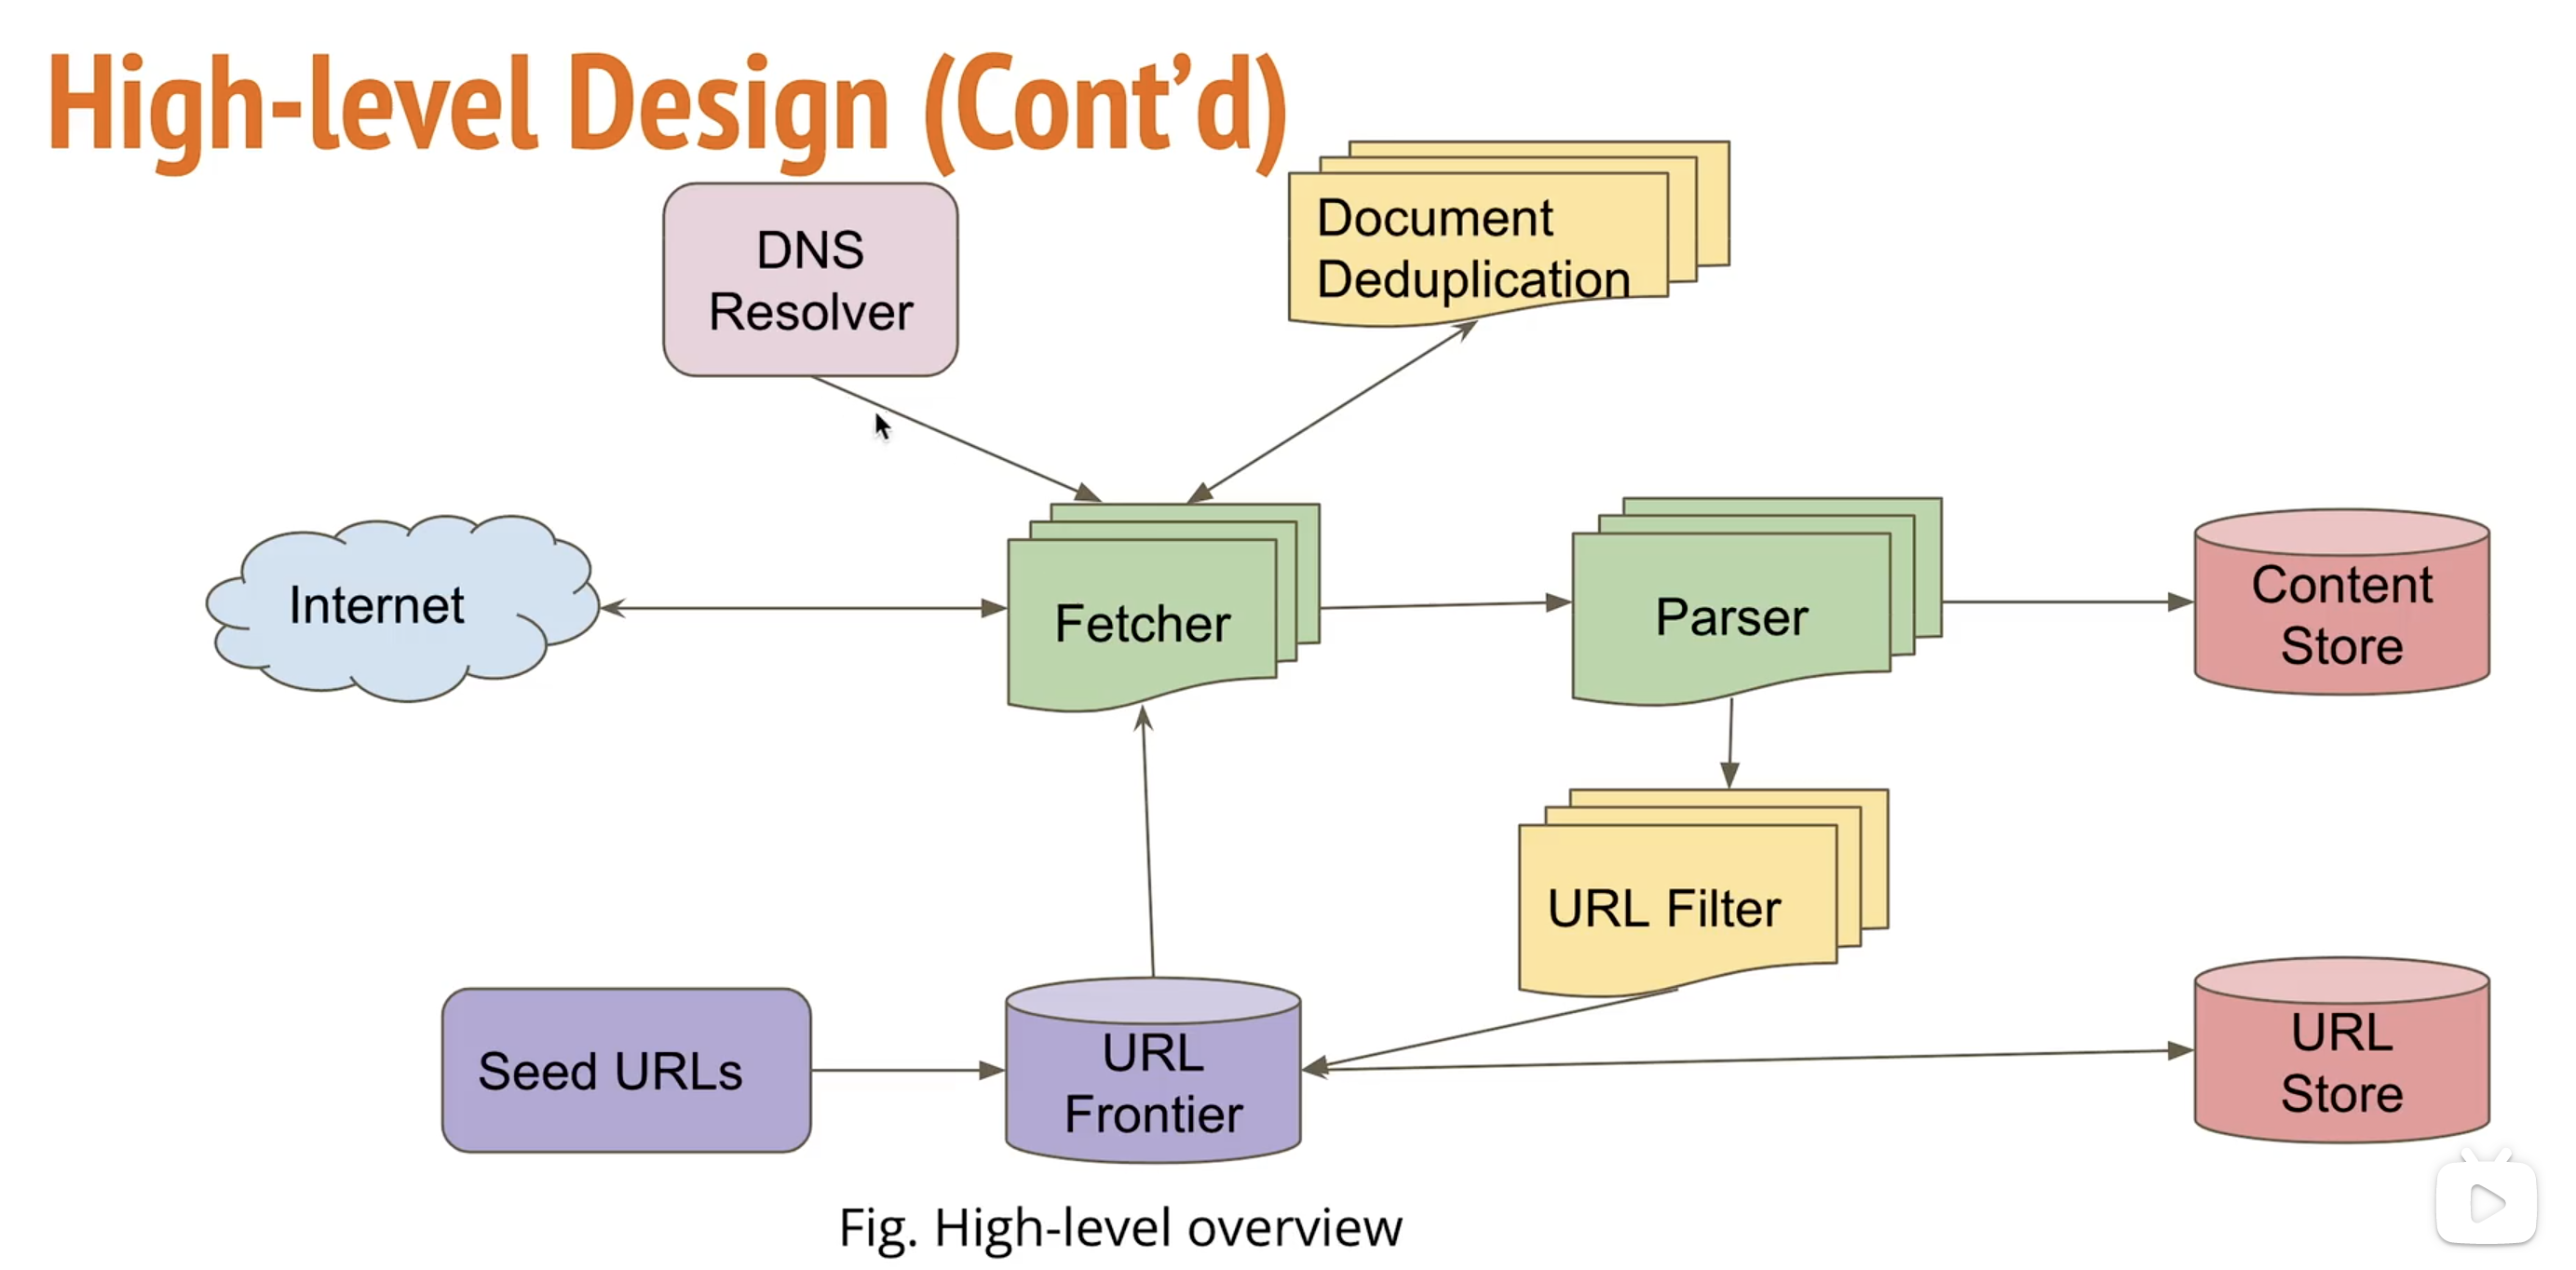 High-level Design (Cont’d)
DNS
Resolver
Document
Deduplication
Internet
Fetcher
Parser
Content
Store
URL Filter
Seed URLs
URL
Frontier
URL
Store
Fig. High-level overview